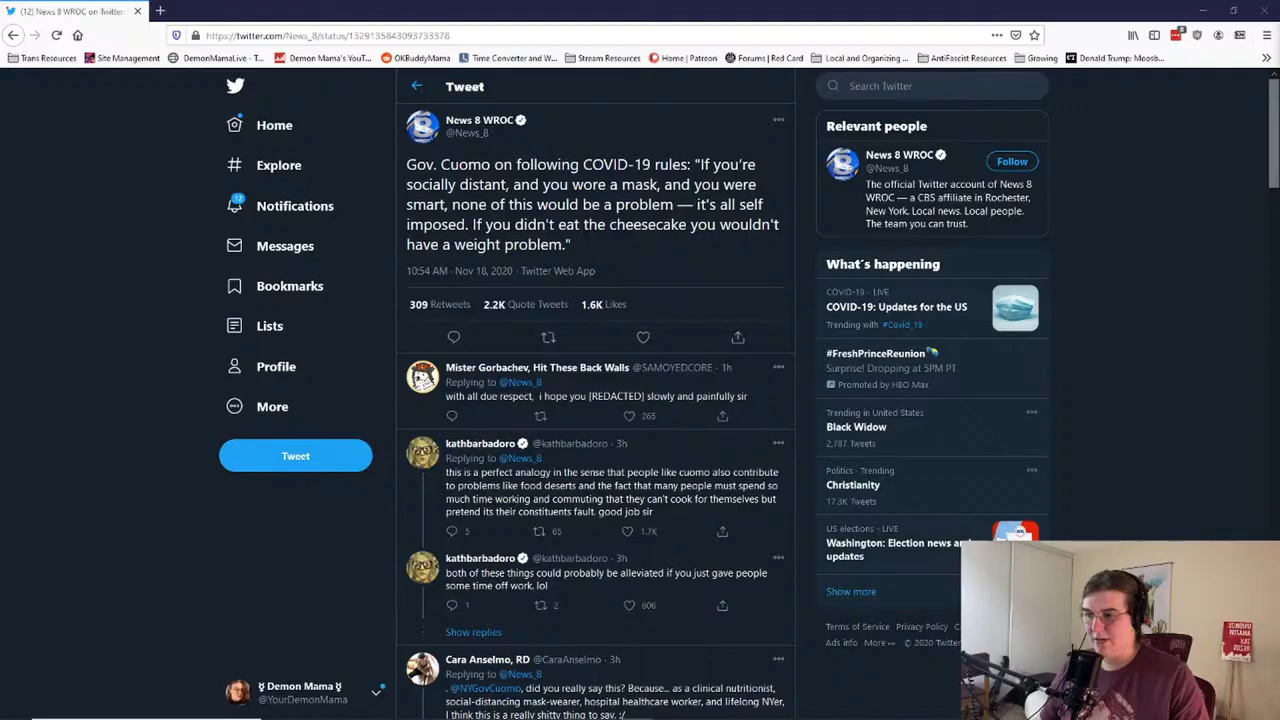 (12) News 8 WROC on Twitter:
https://twitter.com/News_8/status/1329135843093733378
Trans Resources
Site Management
DemonMamaLive - T...
Demon Mama's YouT...
OKBuddyMama
Time Converter and W...
Stream Resources
Home | Patreon
Forums | Red Card
Local and Organizing ...
AntiFascist Resources
Growing
Donald Trump: Moosb...
Home
Explore
12
Notifications
Messages
Bookmarks
Lists
Profile
More
Tweet
☿ Demon Mama ☿
@YourDemonMama
Tweet
News 8 WROC
@News_8
Gov. Cuomo on following COVID-19 rules: "If you're
socially distant, and you wore a mask, and you were
smart, none of this would be a problem — it's all self
imposed. If you didn't eat the cheesecake you wouldn't
have a weight problem."
10:54 AM · Nov 18, 2020 · Twitter Web App
309 Retweets 2.2K Quote Tweets 1.6K Likes
Mister Gorbachev, Hit These Back Walls @SAMOYEDCORE · 1h
Replying to @News_8
with all due respect, i hope you [REDACTED] slowly and painfully sir
265
kathbarbadoro @kathbarbadoro · 3h
Replying to @News_8
this is a perfect analogy in the sense that people like cuomo also contribute
to problems like food deserts and the fact that many people must spend so
much time working and commuting that they can't cook for themselves but
pretend its their constituents fault. good job sir
5 65 1.7K
kathbarbadoro @kathbarbadoro · 3h
both of these things could probably be alleviated if you just gave people
some time off work. lol
1 2 606
Show replies
Cara Anselmo, RD @CaraAnselmo · 3h
Replying to @News_8
. @NYGovCuomo, did you really say this? Because... as a clinical nutritionist,
social-distancing mask-wearer, hospital healthcare worker, and lifelong NYer,
I think this is a really shitty thing to say. :/
Search Twitter
Relevant people
News 8 WROC
@News_8
Follow
The official Twitter account of News 8
WROC — a CBS affiliate in Rochester,
New York. Local news. Local people.
The team you can trust.
What's happening
COVID-19 · LIVE
COVID-19: Updates for the US
Trending with #Covid_19
#FreshPrinceReunion
Surprise! Dropping at 5PM PT
Promoted by HBO Max
Trending in United States
Black Widow
2,787 Tweets
Politics · Trending
Christianity
17.3K Tweets
US elections · LIVE
Washington: Election news and
updates
Show more
Terms of Service Privacy Policy
Ads info More
© 2020 Twitter